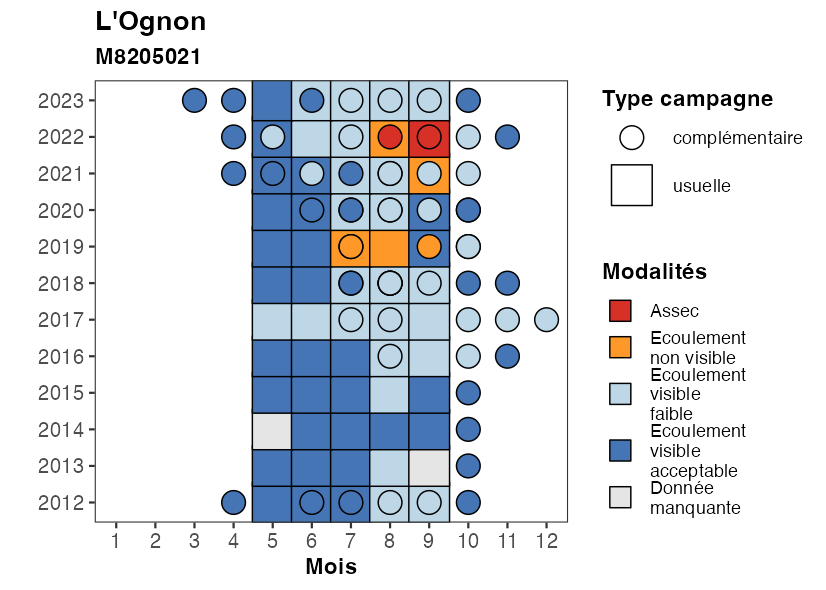 L'Ognon
M8205021
2023
2022
2021
2020
2019
2018
2017
2016
2015
2014
2013
2012
1 2 3 4 5 6 7 8 9 10 11 12
Mois
Type campagne
complémentaire
usuelle
Modalités
Assec
Ecoulement
non visible
Ecoulement
visible
faible
Ecoulement
visible
acceptable
Donnée
manquante